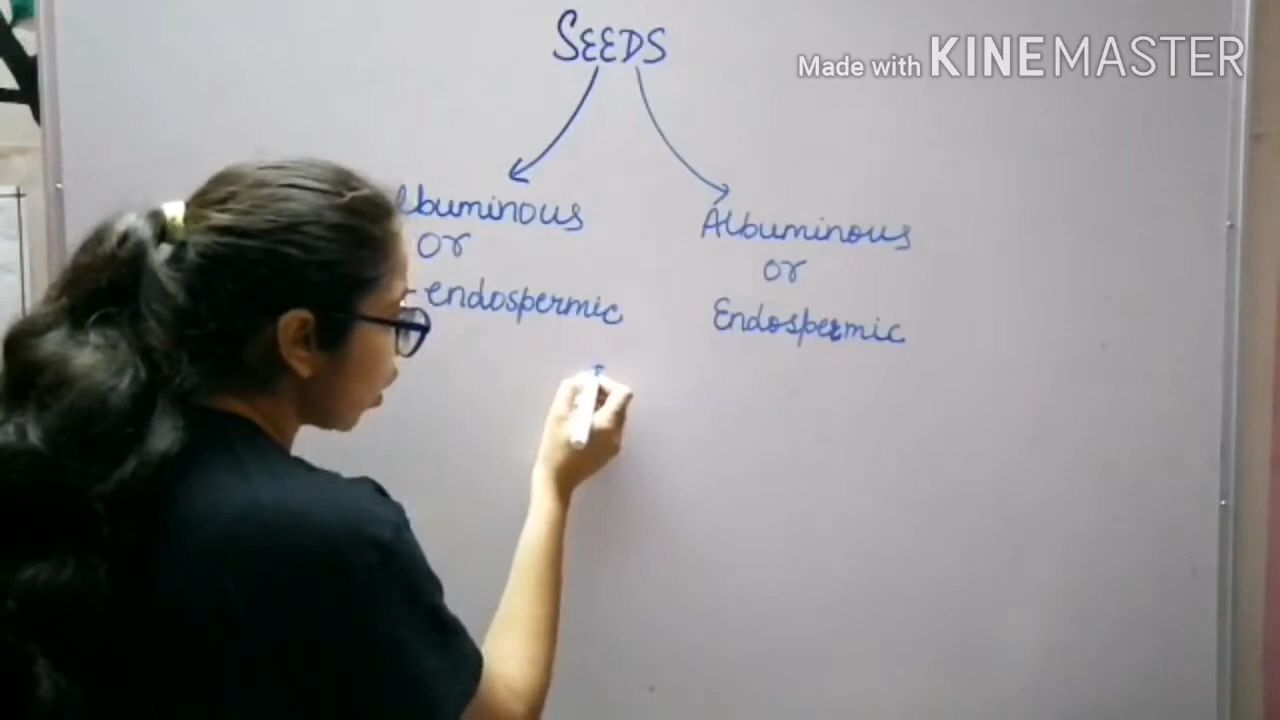 SEEDS
Made with KINEMASTER
lbuminous
or
-endospermic
Albuminous
or
Endospermic